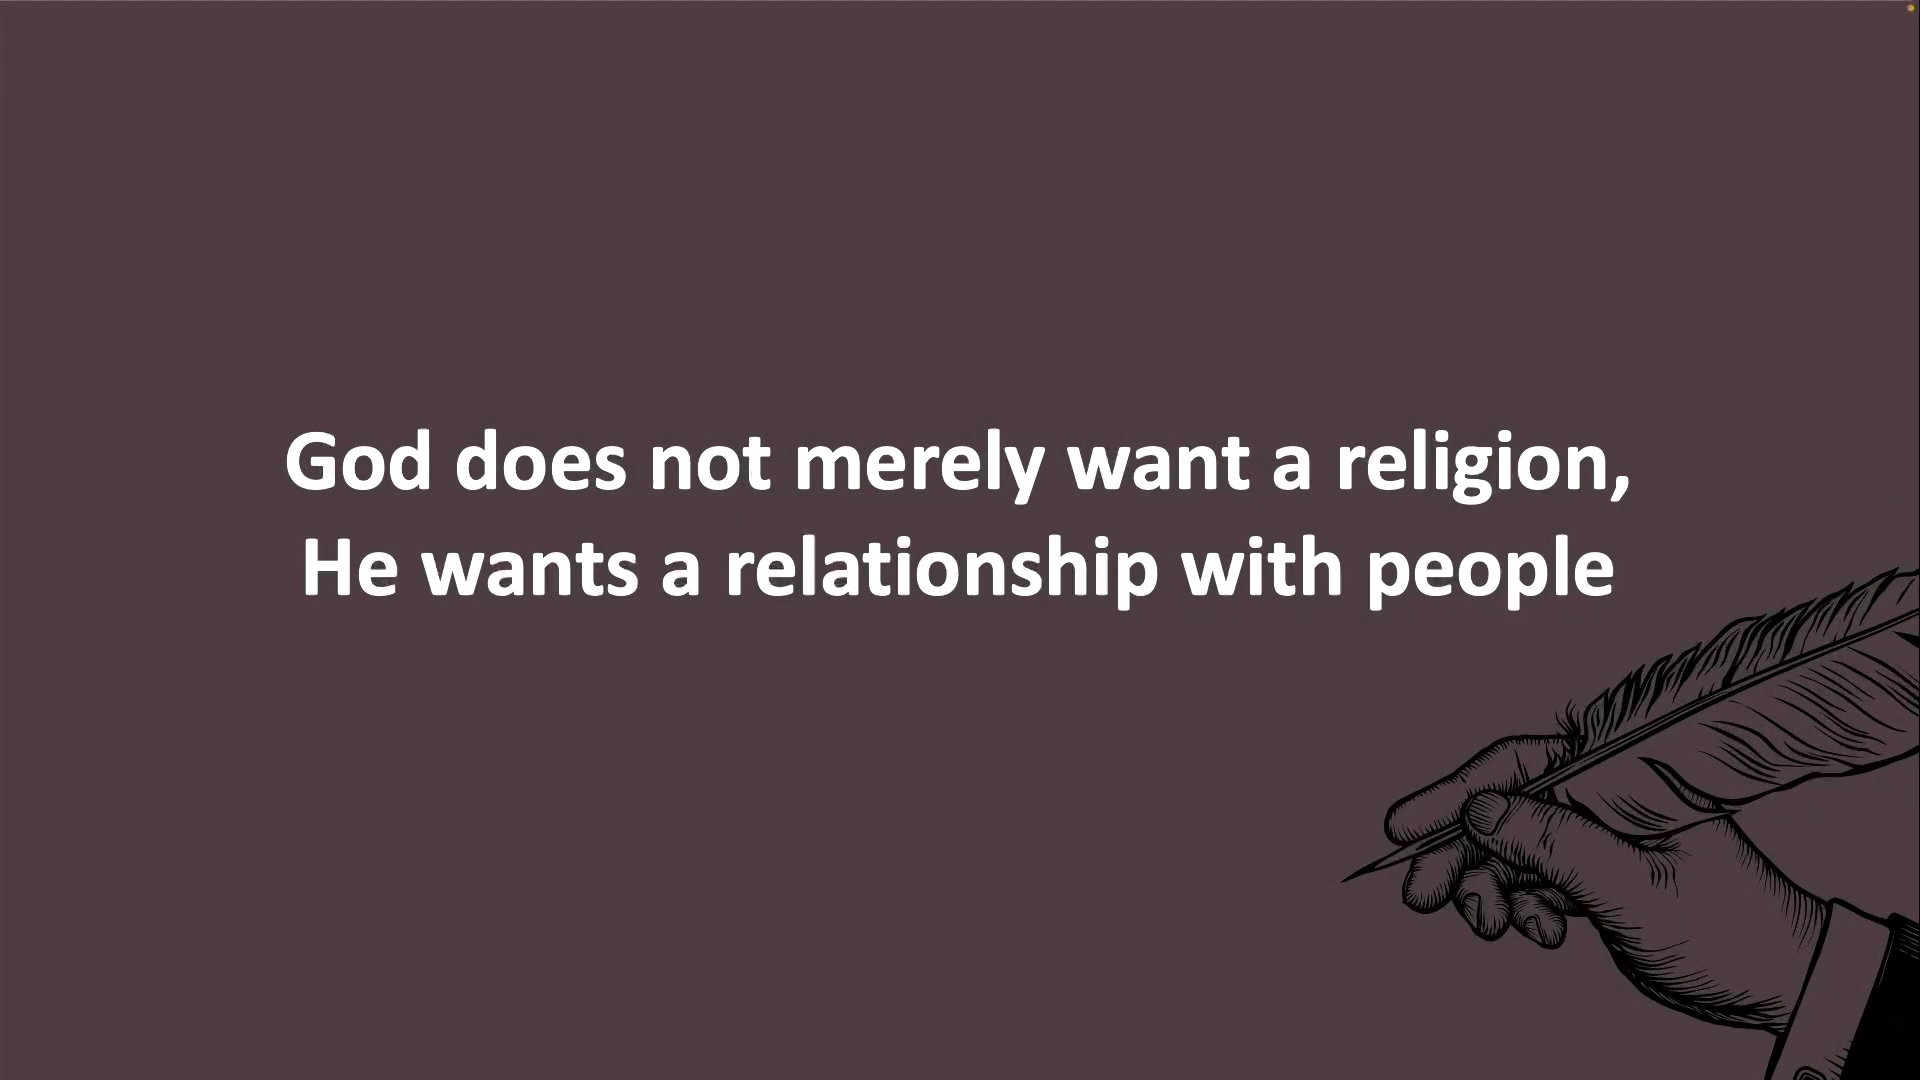 God does not merely want a religion,
He wants a relationship with people